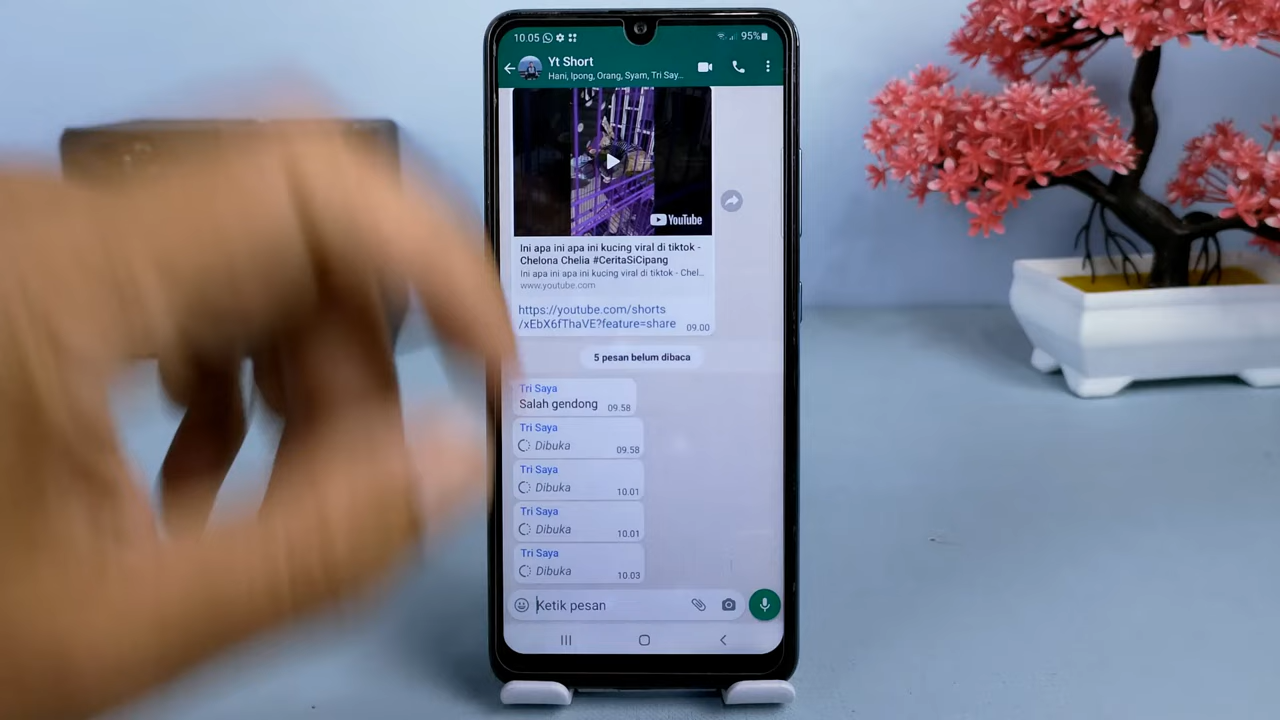 10.05
95%
Yt Short
Hani, Ipong, Orang, Syam, Tri Say...
YouTube
Ini apa ini apa ini kucing viral di tiktok -
Chelona Chelia #CeritaSiCipang
Ini apa ini apa ini kucing viral di tiktok - Chel...
www.youtube.com
https://youtube.com/shorts
/xEbX6fThaVE?feature=share
09.00
5 pesan belum dibaca
Tri Saya
Salah gendong
09.58
Tri Saya
Dibuka
09.58
Tri Saya
Dibuka
10.01
Tri Saya
Dibuka
10.01
Tri Saya
Dibuka
10.03
Ketik pesan